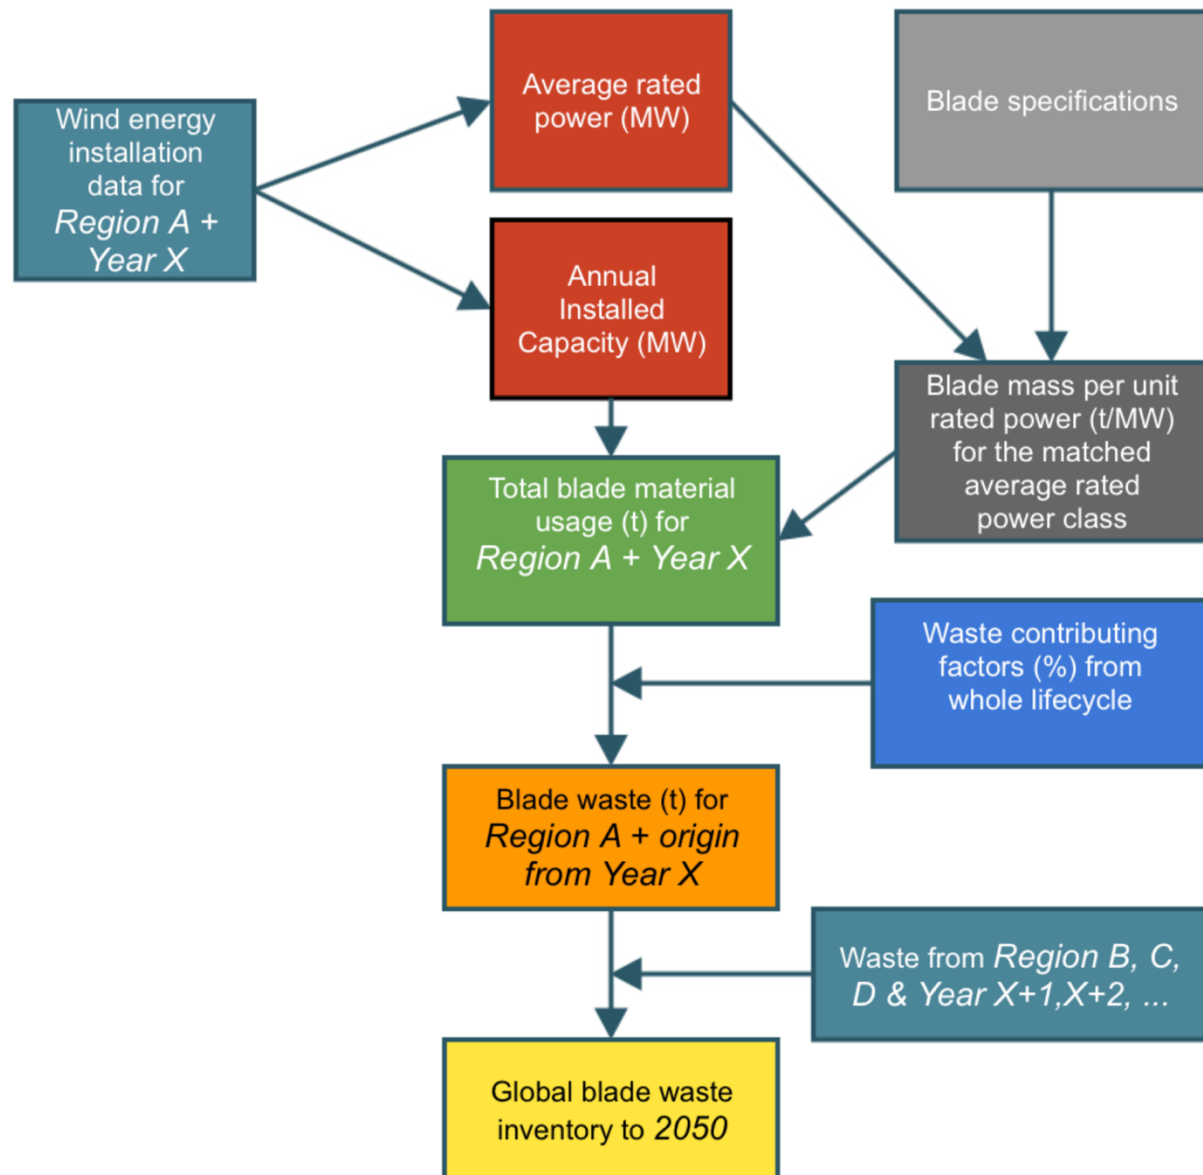 Wind energy
installation
data for
Region A +
Year X
Average rated
power (MW)
Blade specifications
Annual
Installed
Capacity (MW)
Blade mass per unit
rated power (t/MW)
for the matched
average rated
power class
Total blade material
usage (t) for
Region A + Year X
Waste contributing
factors (%) from
whole lifecycle
Blade waste (t) for
Region A + origin
from Year X
Waste from Region B, C,
D & Year X+1,X+2, ...
Global blade waste
inventory to 2050